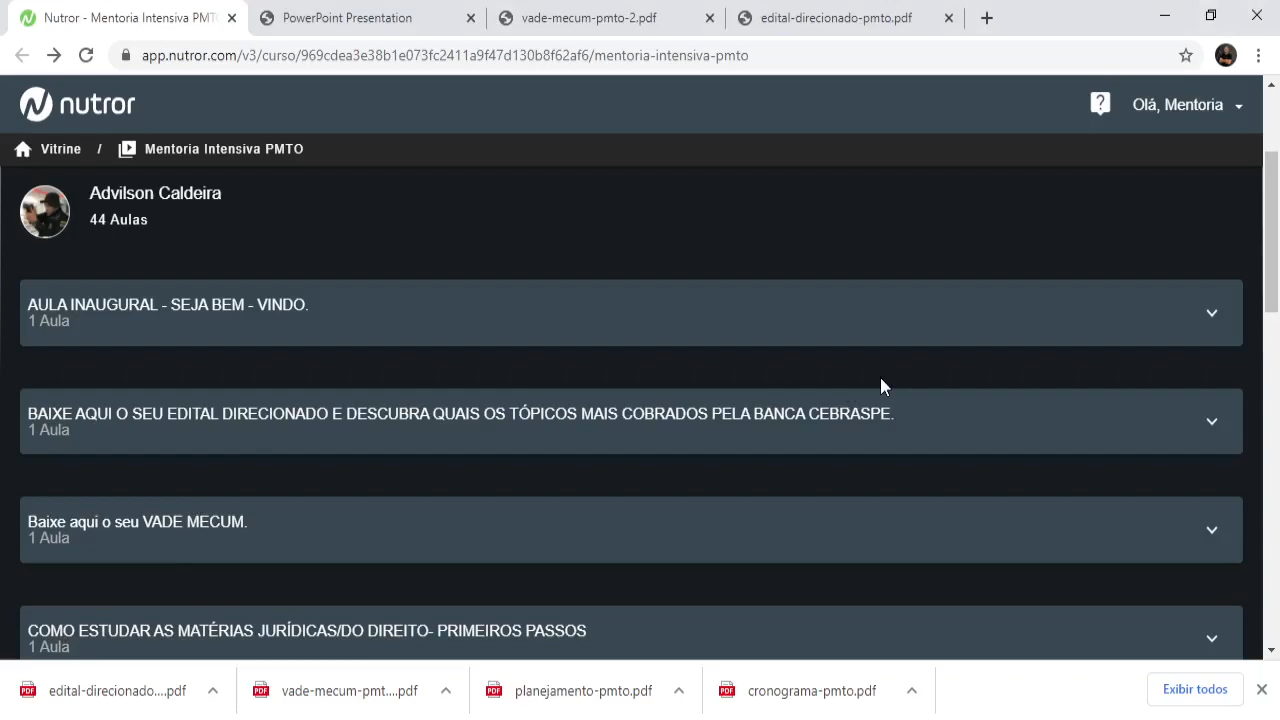 Nutror - Mentoria Intensiva PMT
PowerPoint Presentation
vade-mecum-pmto-2.pdf
edital-direcionado-pmto.pdf
app.nutror.com/v3/curso/969cdea3e38b1e073fc2411a9f47d130b8f62af6/mentoria-intensiva-pmto
nutror
Olá, Mentoria
Vitrine / Mentoria Intensiva PMTO
Advilson Caldeira
44 Aulas
AULA INAUGURAL - SEJA BEM - VINDO.
1 Aula
BAIXE AQUI O SEU EDITAL DIRECIONADO E DESCUBRA QUAIS OS TÓPICOS MAIS COBRADOS PELA BANCA CEBRASPE.
1 Aula
Baixe aqui o seu VADE MECUM.
1 Aula
COMO ESTUDAR AS MATÉRIAS JURÍDICAS/DO DIREITO- PRIMEIROS PASSOS
1 Aula
edital-direcionado....pdf
vade-mecum-pmt....pdf
planejamento-pmto.pdf
cronograma-pmto.pdf
Exibir todos